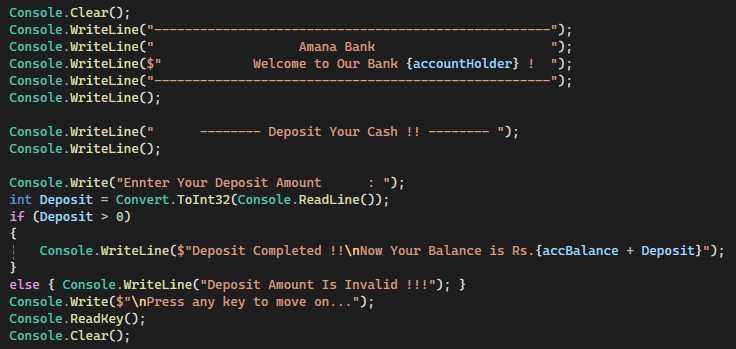 Console.Clear();
Console.WriteLine("----------------------------------------------------");
Console.WriteLine("                   Amana Bank                       ");
Console.WriteLine($"            Welcome to Our Bank {accountHolder} !  ");
Console.WriteLine("----------------------------------------------------");
Console.WriteLine();

Console.WriteLine("      -------- Deposit Your Cash !! -------- ");
Console.WriteLine();

Console.Write("Ennter Your Deposit Amount      : ");
int Deposit = Convert.ToInt32(Console.ReadLine());
if (Deposit > 0)
{
    Console.WriteLine($"Deposit Completed !!\nNow Your Balance is Rs.{accBalance + Deposit}");
}
else { Console.WriteLine("Deposit Amount Is Invalid !!!"); }
Console.Write($"\nPress any key to move on...");
Console.ReadKey();
Console.Clear();